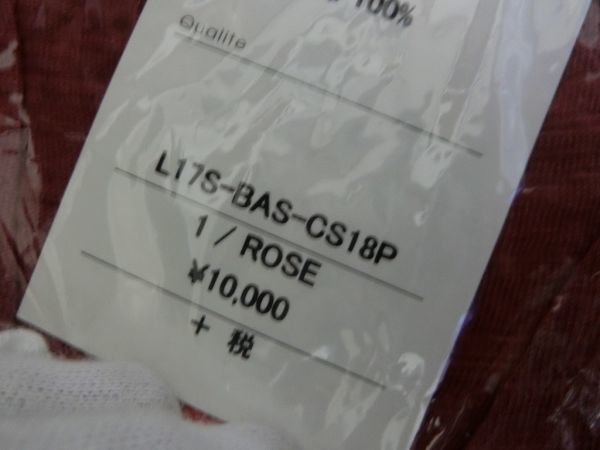 100%
Qualite
L17S-BAS-CS18P
1 / ROSE
¥10,000
+ 税